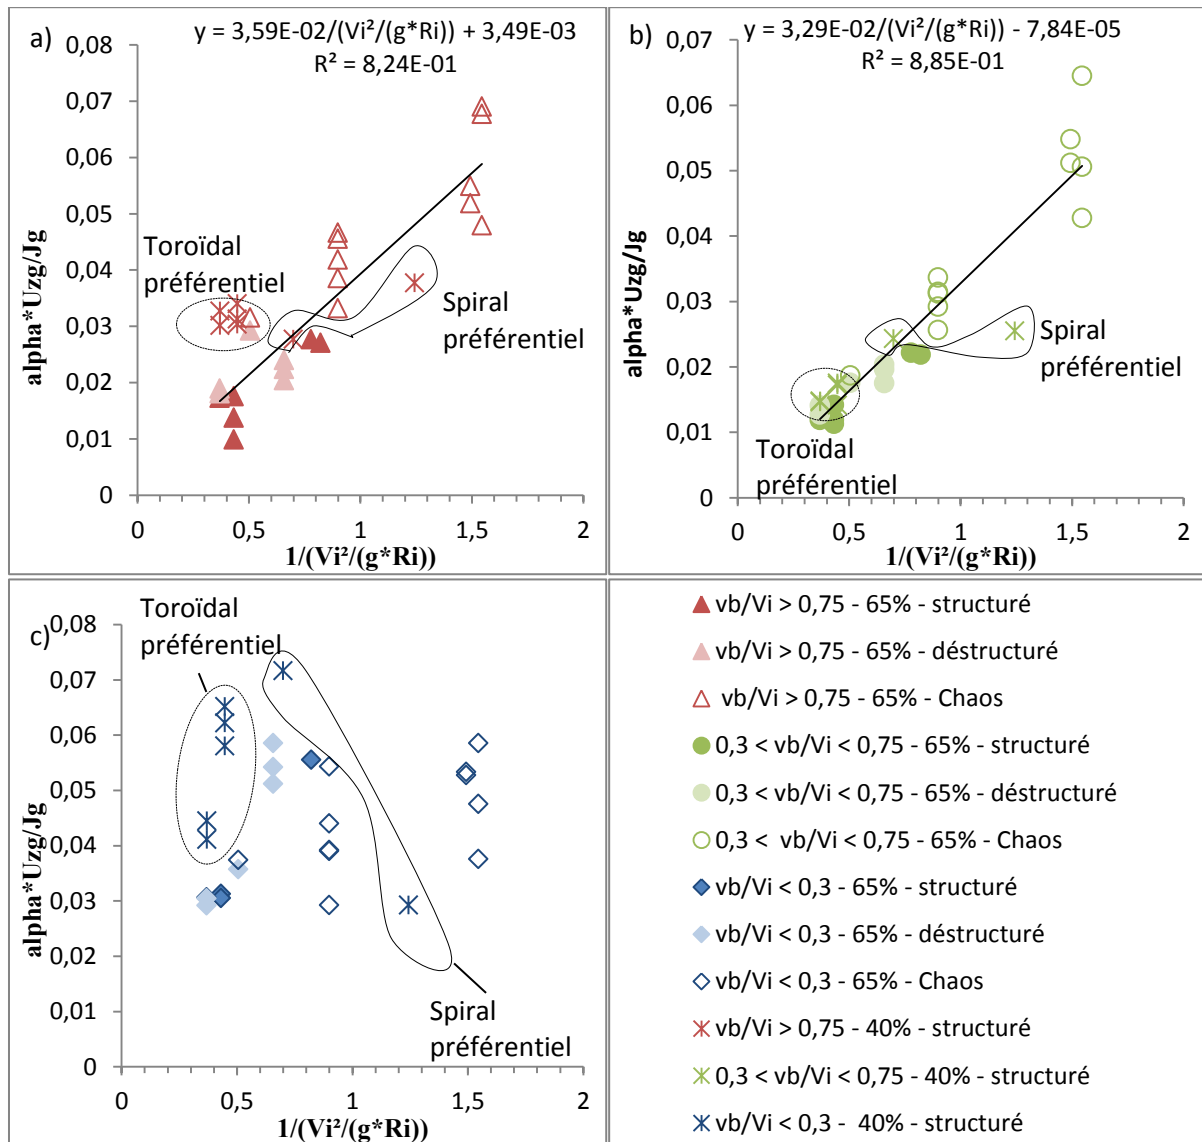 a)
y = 3,59E-02/(Vi²/(g*Ri)) + 3,49E-03
R² = 8,24E-01
0,08
0,07
0,06
0,05
0,04
0,03
0,02
0,01
0
alpha*Uzg/Jg
Toroïdal
préférentiel
Spiral
préférentiel
0 0,5 1 1,5 2
1/(Vi²/(g*Ri))
b)
y = 3,29E-02/(Vi²/(g*Ri)) - 7,84E-05
R² = 8,85E-01
0,07
0,06
0,05
0,04
0,03
0,02
0,01
0
alpha*Uzg/Jg
Spiral
préférentiel
Toroïdal
préférentiel
0 0,5 1 1,5 2
1/(Vi²/(g*Ri))
c)
Toroïdal
préférentiel
0,08
0,07
0,06
0,05
0,04
0,03
0,02
0,01
0
alpha*Uzg/Jg
Spiral
préférentiel
0 0,5 1 1,5 2
1/(Vi²/(g*Ri))
vb/Vi > 0,75 - 65% - structuré
vb/Vi > 0,75 - 65% - déstructuré
vb/Vi > 0,75 - 65% - Chaos
0,3 < vb/Vi < 0,75 - 65% - structuré
0,3 < vb/Vi < 0,75 - 65% - déstructuré
0,3 < vb/Vi < 0,75 - 65% - Chaos
vb/Vi < 0,3 - 65% - structuré
vb/Vi < 0,3 - 65% - déstructuré
vb/Vi < 0,3 - 65% - Chaos
vb/Vi > 0,75 - 40% - structuré
0,3 < vb/Vi < 0,75 - 40% - structuré
vb/Vi < 0,3 - 40% - structuré